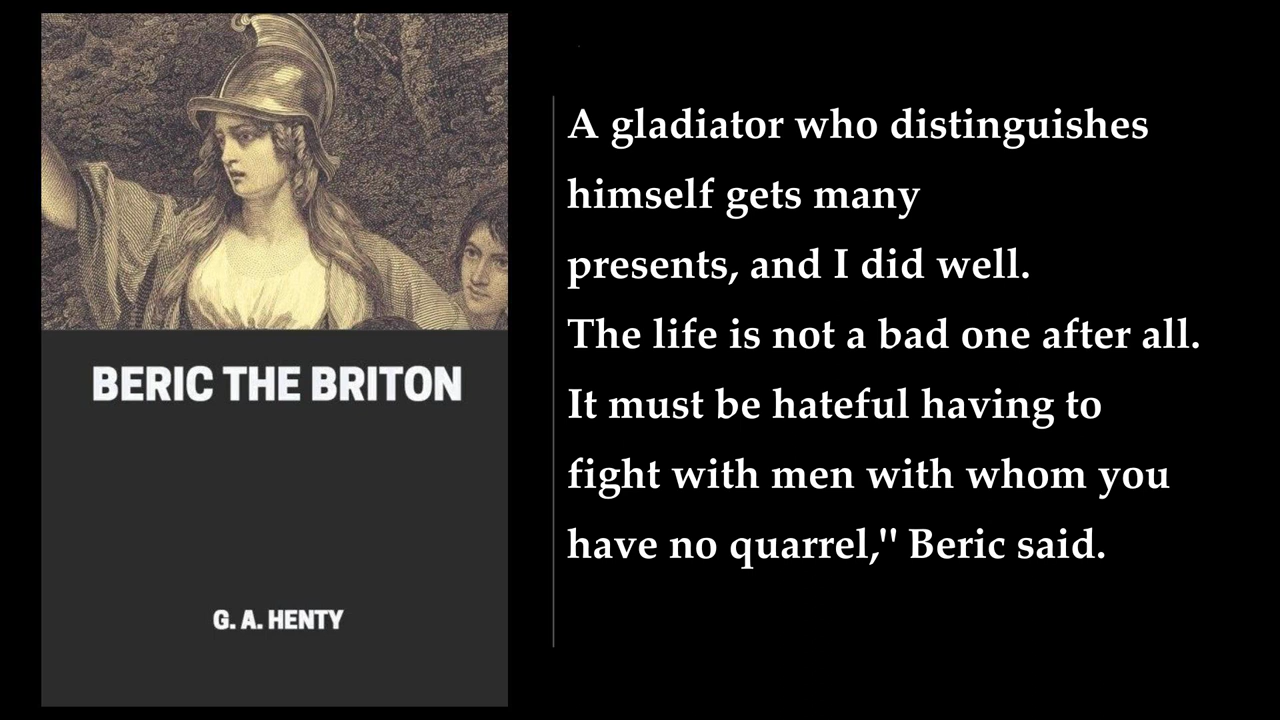 BERIC THE BRITON
G. A. HENTY
A gladiator who distinguishes
himself gets many
presents, and I did well.
The life is not a bad one after all.
It must be hateful having to
fight with men with whom you
have no quarrel," Beric said.